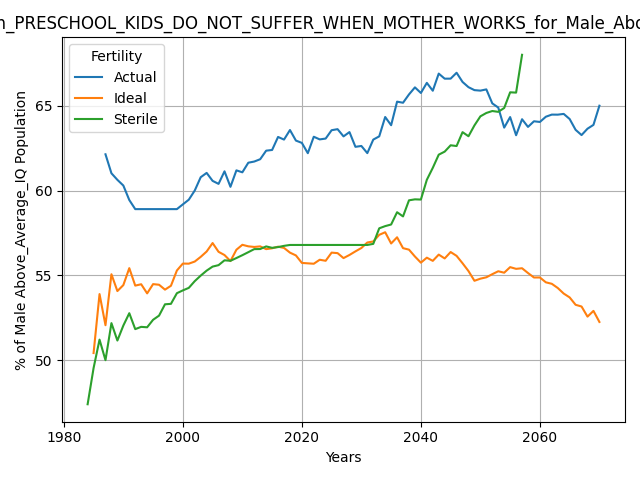 n_PRESCHOOL_KIDS_DO_NOT_SUFFER_WHEN_MOTHER_WORKS_for_Male_Abo
Fertility
Actual
Ideal
Sterile
% of Male Above_Average_IQ Population
65
60
55
50
1980 2000 2020 2040 2060
Years